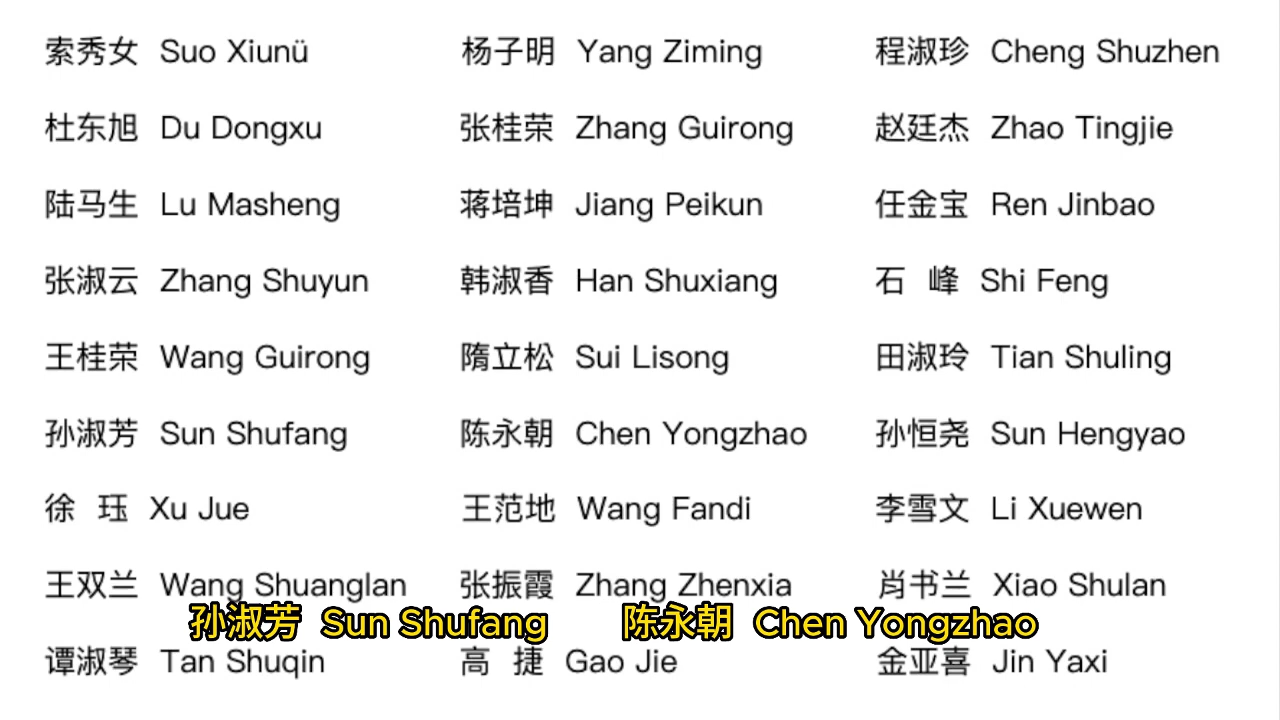 索秀女 Suo Xiunü 杨子明 Yang Ziming 程淑珍 Cheng Shuzhen
杜东旭 Du Dongxu 张桂荣 Zhang Guirong 赵廷杰 Zhao Tingjie
陆马生 Lu Masheng 蒋培坤 Jiang Peikun 任金宝 Ren Jinbao
张淑云 Zhang Shuyun 韩淑香 Han Shuxiang 石 峰 Shi Feng
王桂荣 Wang Guirong 隋立松 Sui Lisong 田淑玲 Tian Shuling
孙淑芳 Sun Shufang 陈永朝 Chen Yongzhao 孙恒尧 Sun Hengyao
徐 珏 Xu Jue 王范地 Wang Fandi 李雪文 Li Xuewen
王双兰 Wang Shuanglan 张振霞 Zhang Zhenxia 肖书兰 Xiao Shulan
孙淑芳 Sun Shufang 陈永朝 Chen Yongzhao
谭淑琴 Tan Shuqin 高 捷 Gao Jie 金亚喜 Jin Yaxi